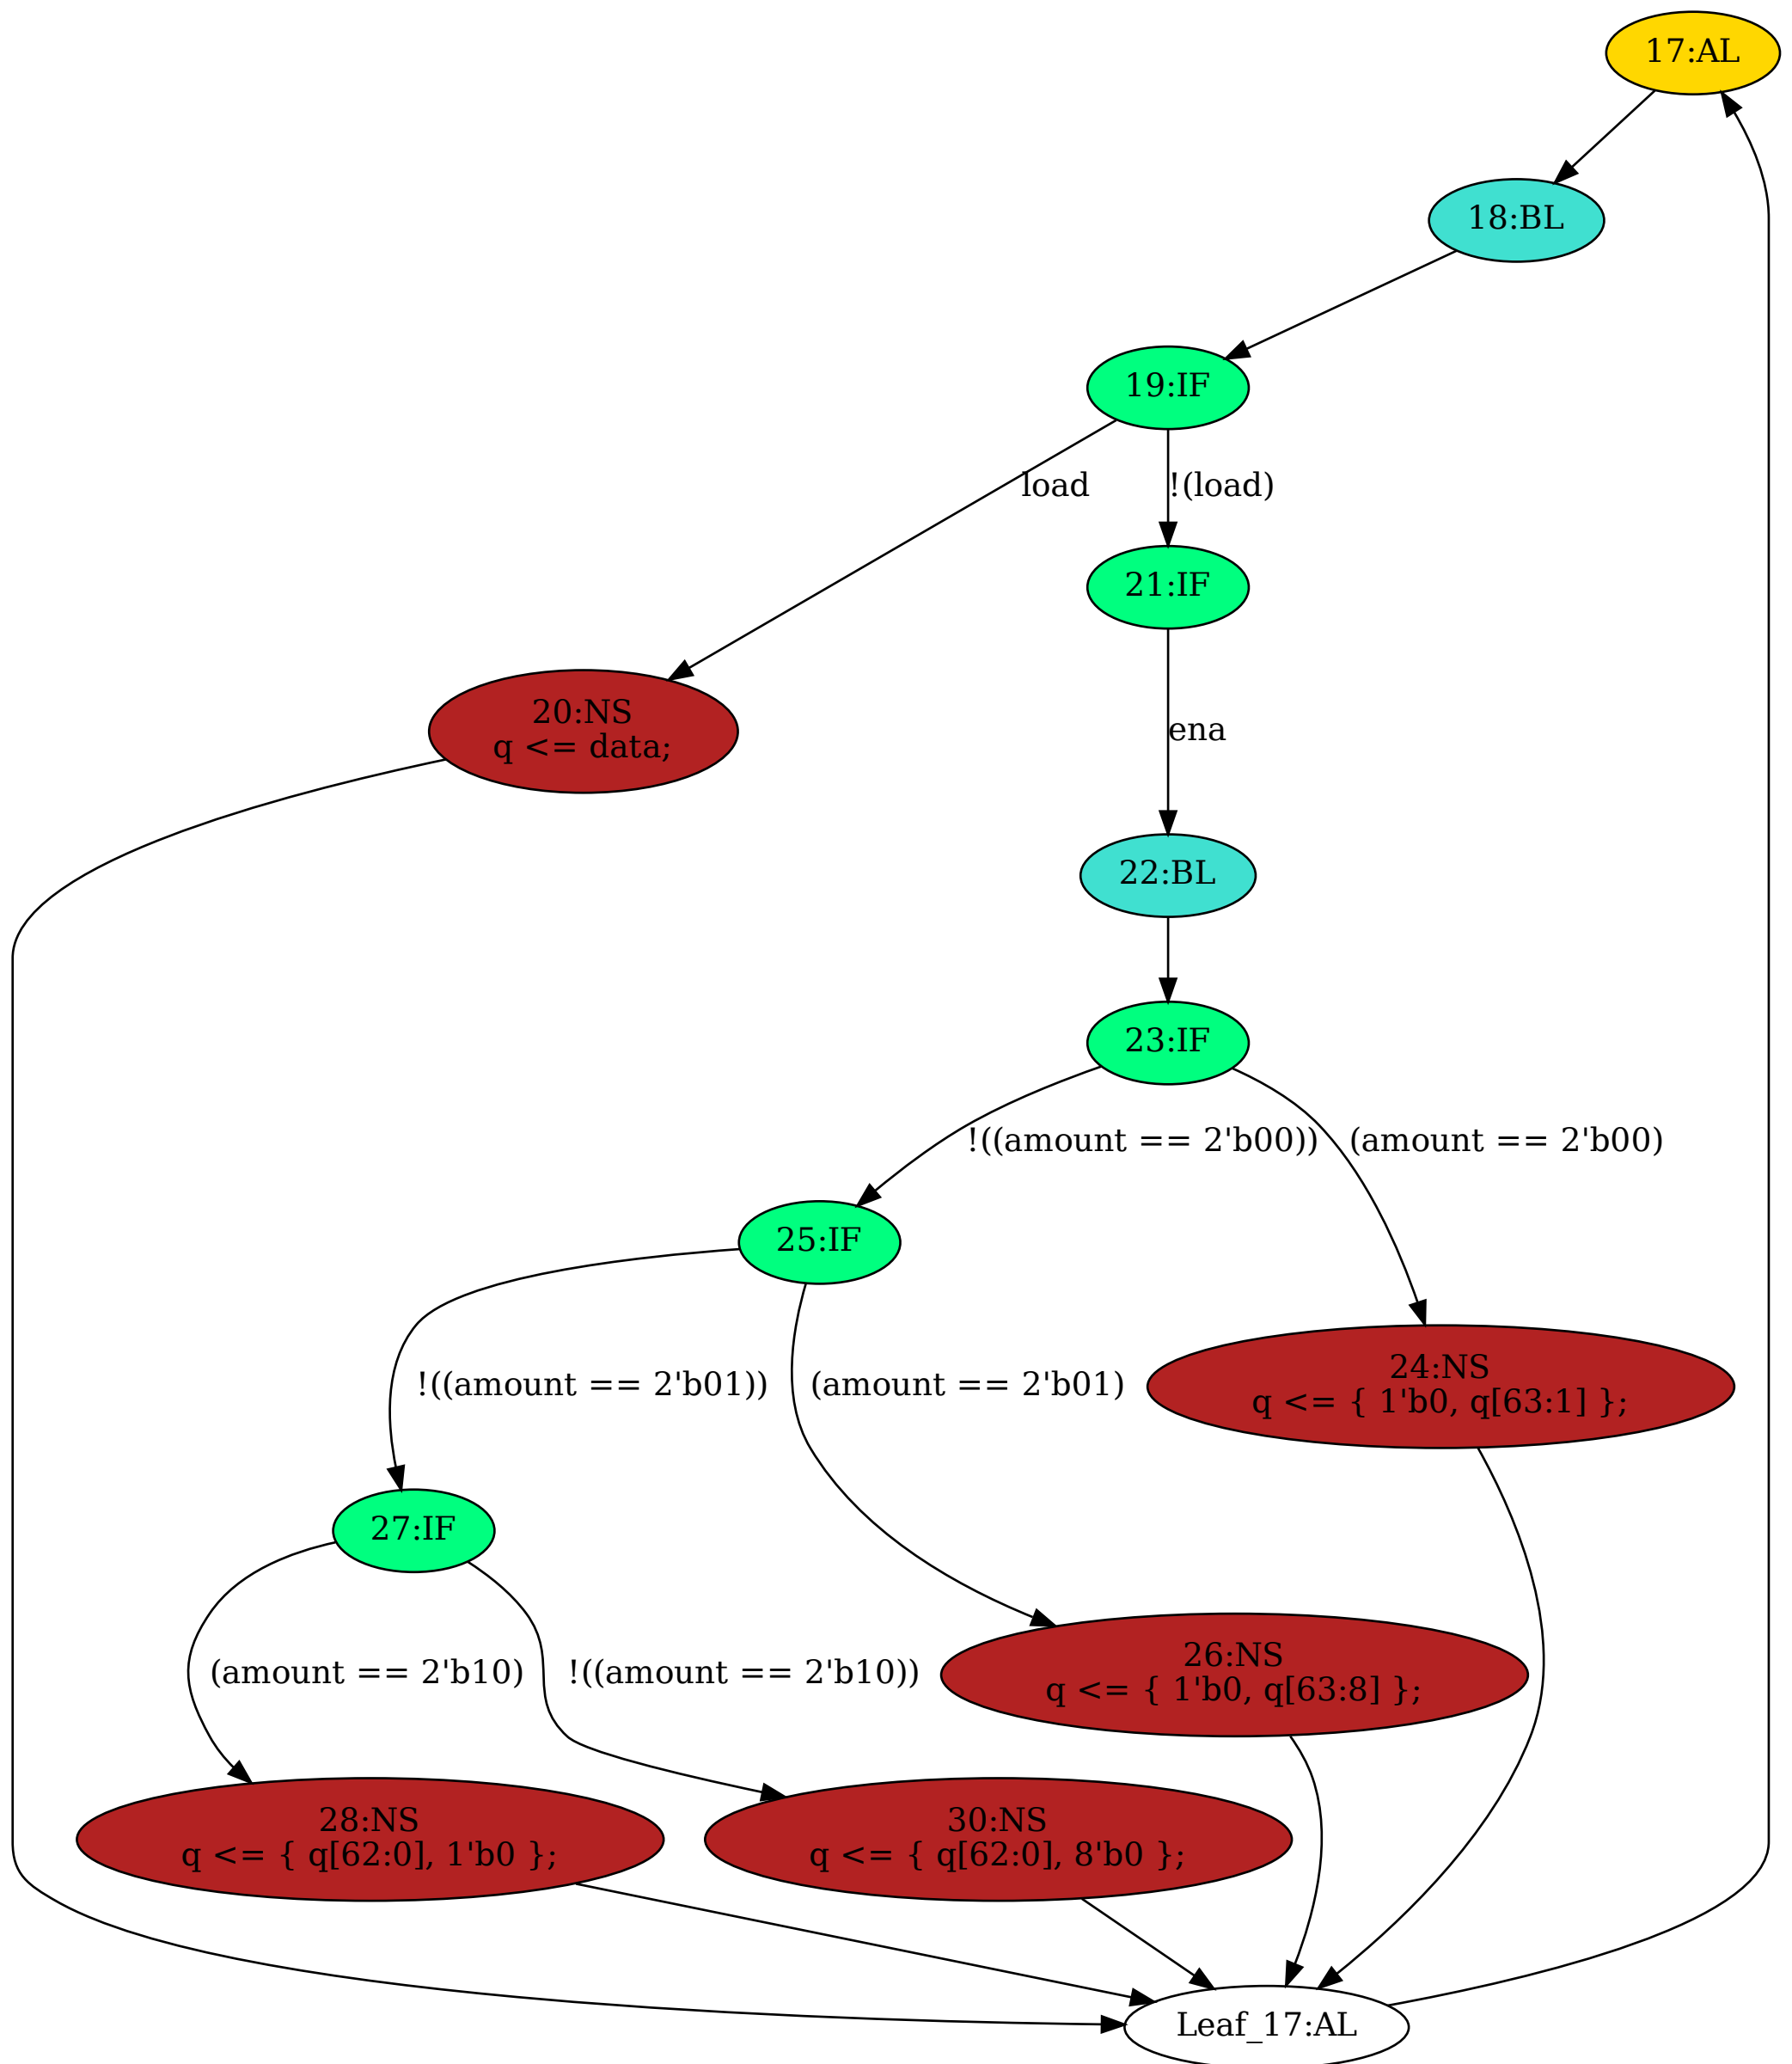 17:AL
18:BL
19:IF
load
!(load)
21:IF
20:NS
q <= data;
ena
22:BL
23:IF
!((amount == 2'b00))
(amount == 2'b00)
25:IF
!((amount == 2'b01))
(amount == 2'b01)
24:NS
q <= { 1'b0, q[63:1] };
27:IF
(amount == 2'b10)
!((amount == 2'b10))
26:NS
q <= { 1'b0, q[63:8] };
28:NS
q <= { q[62:0], 1'b0 };
30:NS
q <= { q[62:0], 8'b0 };
Leaf_17:AL